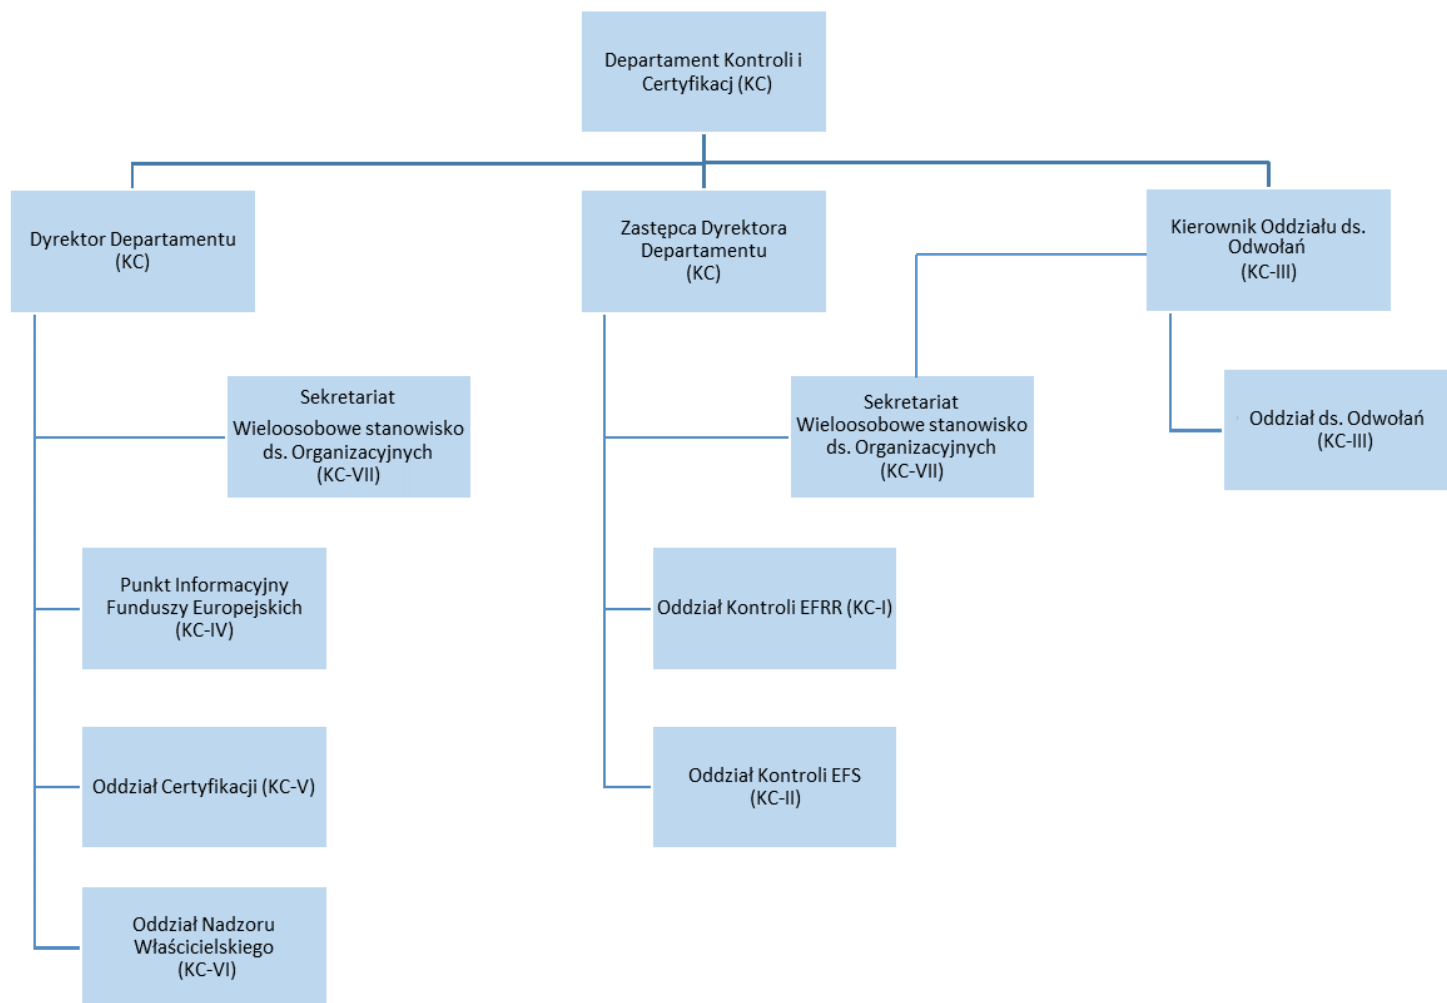 Departament Kontroli i
Certyfikacj (KC)
Dyrektor Departamentu
(KC)
Zastępca Dyrektora
Departamentu
(KC)
Kierownik Oddziału ds.
Odwołań
(KC-III)
Sekretariat
Wieloosobowe stanowisko
ds. Organizacyjnych
(KC-VII)
Sekretariat
Wieloosobowe stanowisko
ds. Organizacyjnych
(KC-VII)
Oddział ds. Odwołań
(KC-III)
Punkt Informacyjny
Funduszy Europejskich
(KC-IV)
Oddział Kontroli EFRR (KC-I)
Oddział Certyfikacji (KC-V)
Oddział Kontroli EFS
(KC-II)
Oddział Nadzoru
Właścicielskiego
(KC-VI)